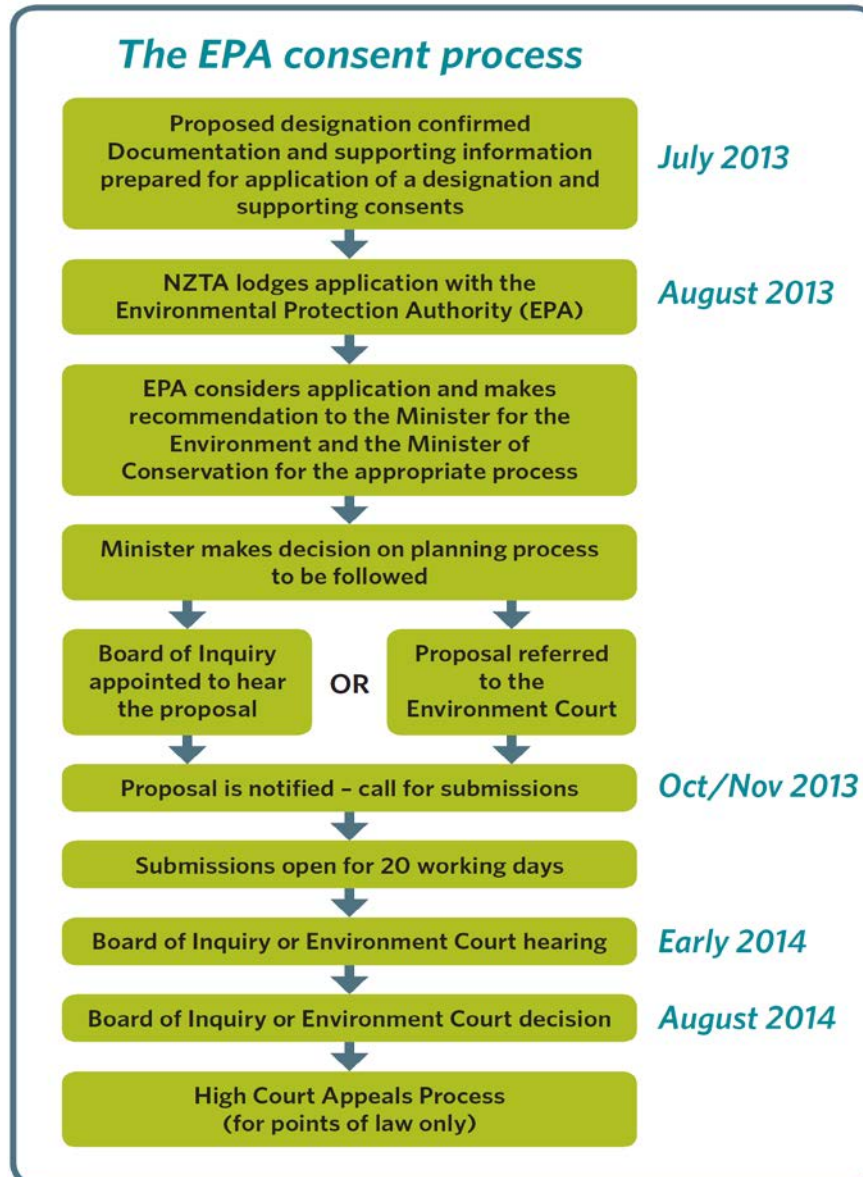 The EPA consent process
Proposed designation confirmed
Documentation and supporting information
prepared for application of a designation and
supporting consents
July 2013
NZTA lodges application with the
Environmental Protection Authority (EPA)
August 2013
EPA considers application and makes
recommendation to the Minister for the
Environment and the Minister of
Conservation for the appropriate process
Minister makes decision on planning process
to be followed
Board of Inquiry
appointed to hear
the proposal
OR
Proposal referred
to the
Environment Court
Proposal is notified – call for submissions
Oct/Nov 2013
Submissions open for 20 working days
Board of Inquiry or Environment Court hearing
Early 2014
Board of Inquiry or Environment Court decision
August 2014
High Court Appeals Process
(for points of law only)